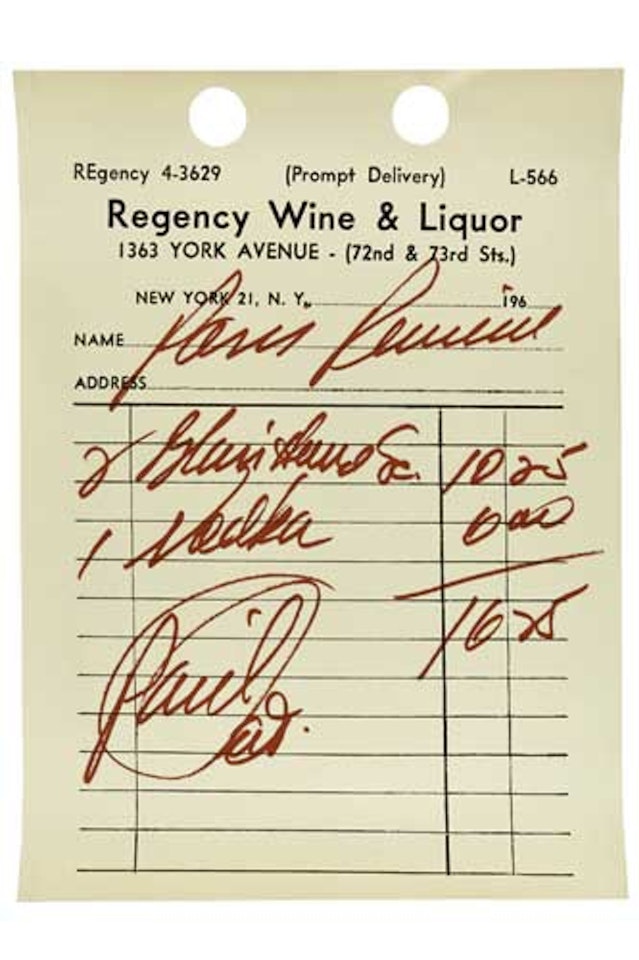 REgency 4-3629 (Prompt Delivery) L-566
Regency Wine & Liquor
1363 YORK AVENUE - (72nd & 73rd Sts.)
NEW YORK 21, N. Y. 196
NAME Paris
ADDRESS
2 10 25
1 Vodka 6 00
16 25
Paid